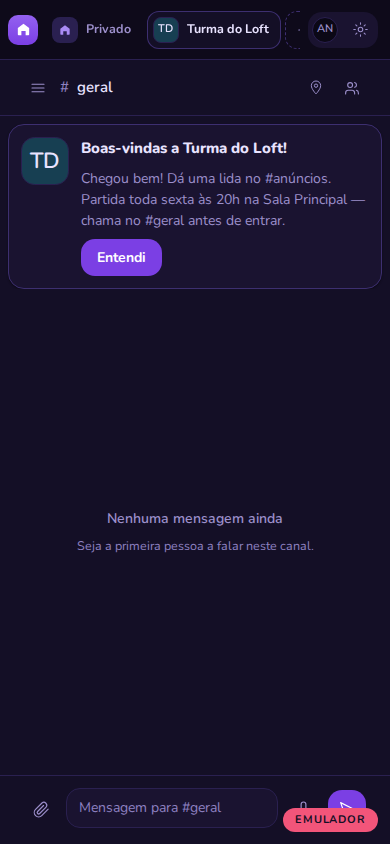 Privado
TD
Turma do Loft
AN
# geral
TD
Boas-vindas a Turma do Loft!
Chegou bem! Dá uma lida no #anúncios.
Partida toda sexta às 20h na Sala Principal —
chama no #geral antes de entrar.
Entendi
Nenhuma mensagem ainda
Seja a primeira pessoa a falar neste canal.
Mensagem para #geral
EMULADOR